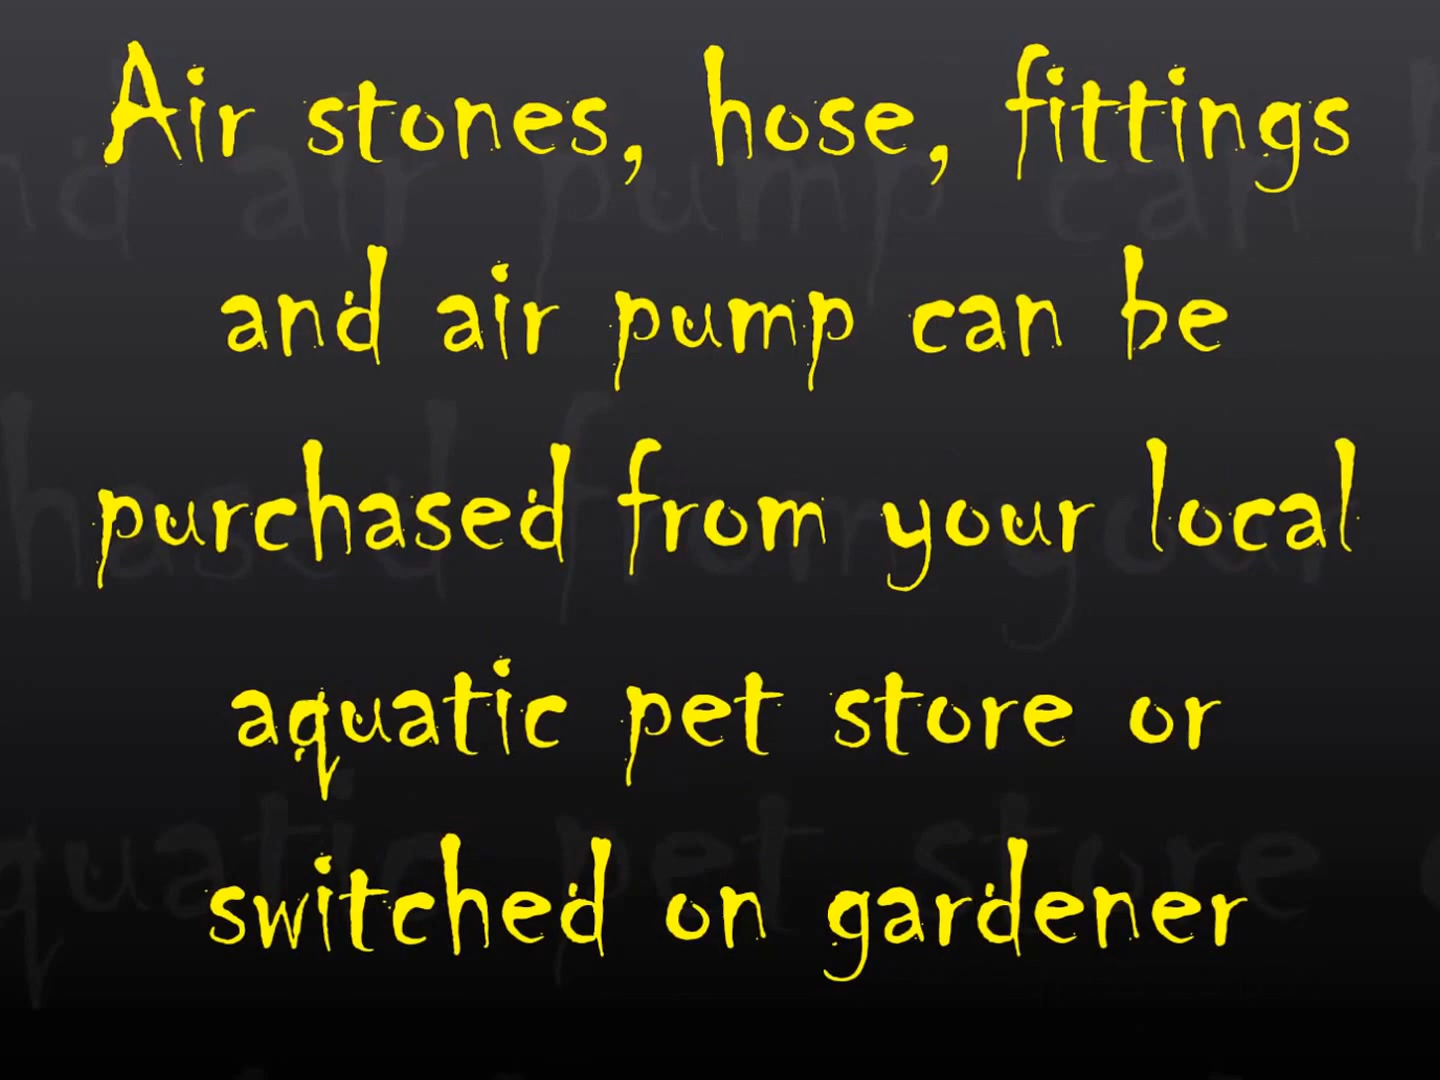 Air stones, hose, fittings
and air pump can be
purchased from your local
aquatic pet store or
switched on gardener